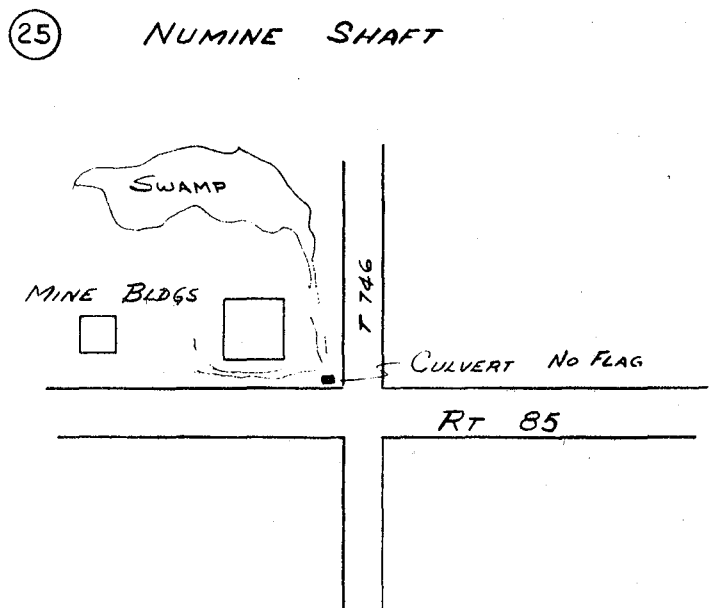 25 NUMINE SHAFT
SWAMP
MINE BLDGS
T 746
CULVERT NO FLAG
RT 85